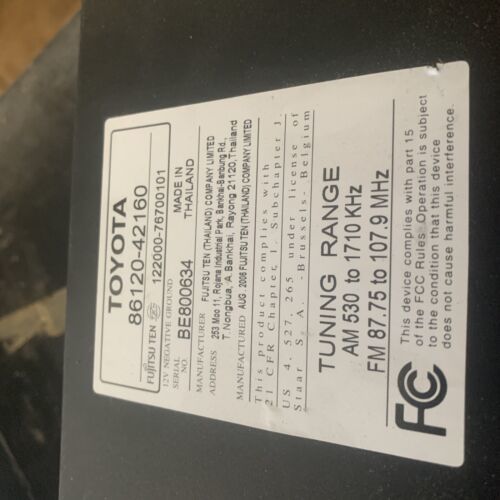 TOYOTA
86120-42160
FUJITSU TEN 122000-76700101
12V NEGATIVE GROUND
SERIAL NO. BE800634 MADE IN THAILAND
MANUFACTURER FUJITSU TEN (THAILAND) COMPANY LIMITED
ADDRESS 253 Moo 11, Rojana Industrial Park, Bankhai-Banbung Rd.,
T.Nongbua, A.Bankhai, Rayong 21120, Thailand
MANUFACTURED AUG. 2008 FUJITSU TEN (THAILAND) COMPANY LIMITED
This product complies with
21 CFR Chapter, I. Subchapter J.
US 4. 527. 265 under license of
Staar S. A. -Brussels- Belgium
TUNING RANGE
AM 530 to 1710 KHz
FM 87.75 to 107.9 MHz
FC
This device complies with part 15
of the FCC Rules. Operation is subject
to the condition that this device
does not cause harmful interference.